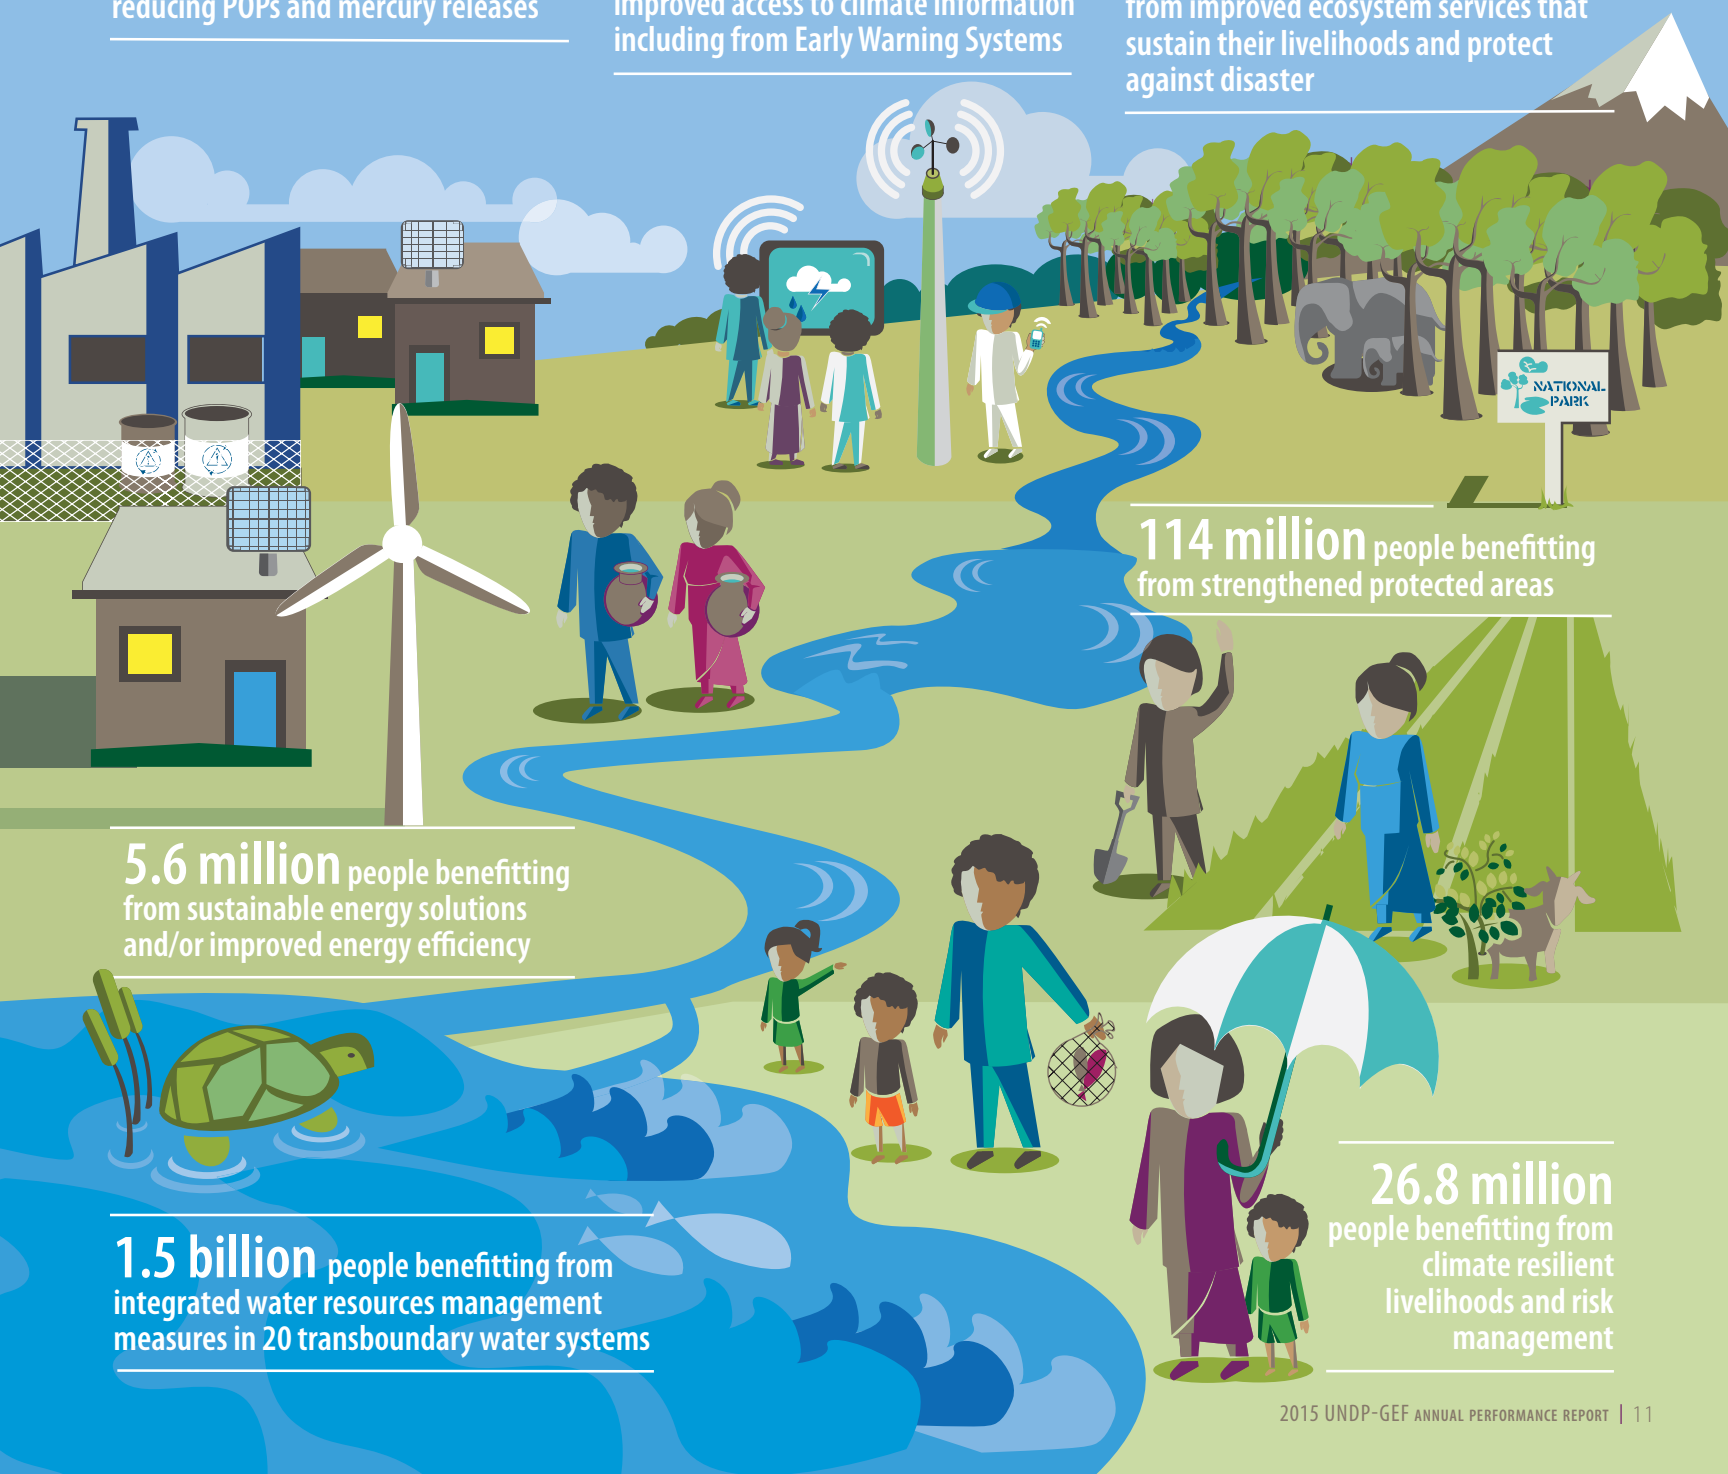 reducing POPs and mercury releases
improved access to climate information
including from Early Warning Systems
from improved ecosystem services that
sustain their livelihoods and protect
against disaster
NATIONAL
PARK
114 million people benefitting
from strengthened protected areas
5.6 million people benefitting
from sustainable energy solutions
and/or improved energy efficiency
1.5 billion people benefitting from
integrated water resources management
measures in 20 transboundary water systems
26.8 million
people benefitting from
climate resilient
livelihoods and risk
management
2015 UNDP-GEF ANNUAL PERFORMANCE REPORT | 11